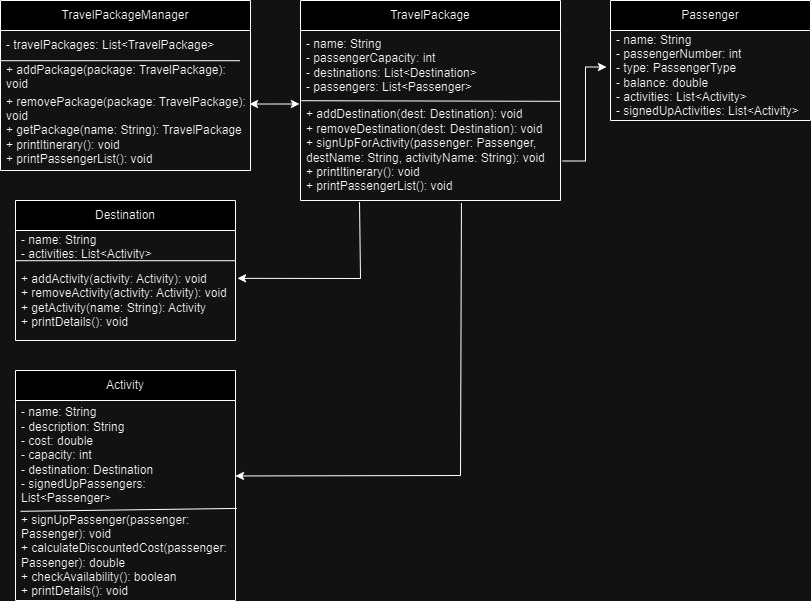 TravelPackageManager
- travelPackages: List<TravelPackage>
+ addPackage(package: TravelPackage):
void
+ removePackage(package: TravelPackage):
void
+ getPackage(name: String): TravelPackage
+ printItinerary(): void
+ printPassengerList(): void
TravelPackage
- name: String
- passengerCapacity: int
- destinations: List<Destination>
- passengers: List<Passenger>
+ addDestination(dest: Destination): void
+ removeDestination(dest: Destination): void
+ signUpForActivity(passenger: Passenger,
destName: String, activityName: String): void
+ printItinerary(): void
+ printPassengerList(): void
Passenger
- name: String
- passengerNumber: int
- type: PassengerType
- balance: double
- activities: List<Activity>
- signedUpActivities: List<Activity>
Destination
- name: String
- activities: List<Activity>
+ addActivity(activity: Activity): void
+ removeActivity(activity: Activity): void
+ getActivity(name: String): Activity
+ printDetails(): void
Activity
- name: String
- description: String
- cost: double
- capacity: int
- destination: Destination
- signedUpPassengers:
List<Passenger>
+ signUpPassenger(passenger:
Passenger): void
+ calculateDiscountedCost(passenger:
Passenger): double
+ checkAvailability(): boolean
+ printDetails(): void